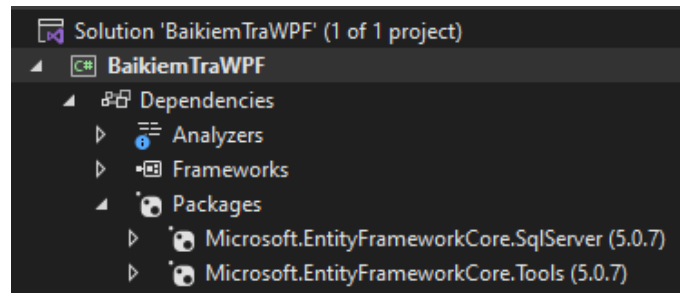 Solution 'BaikiemTraWPF' (1 of 1 project)
C# BaikiemTraWPF
Dependencies
Analyzers
Frameworks
Packages
Microsoft.EntityFrameworkCore.SqlServer (5.0.7)
Microsoft.EntityFrameworkCore.Tools (5.0.7)